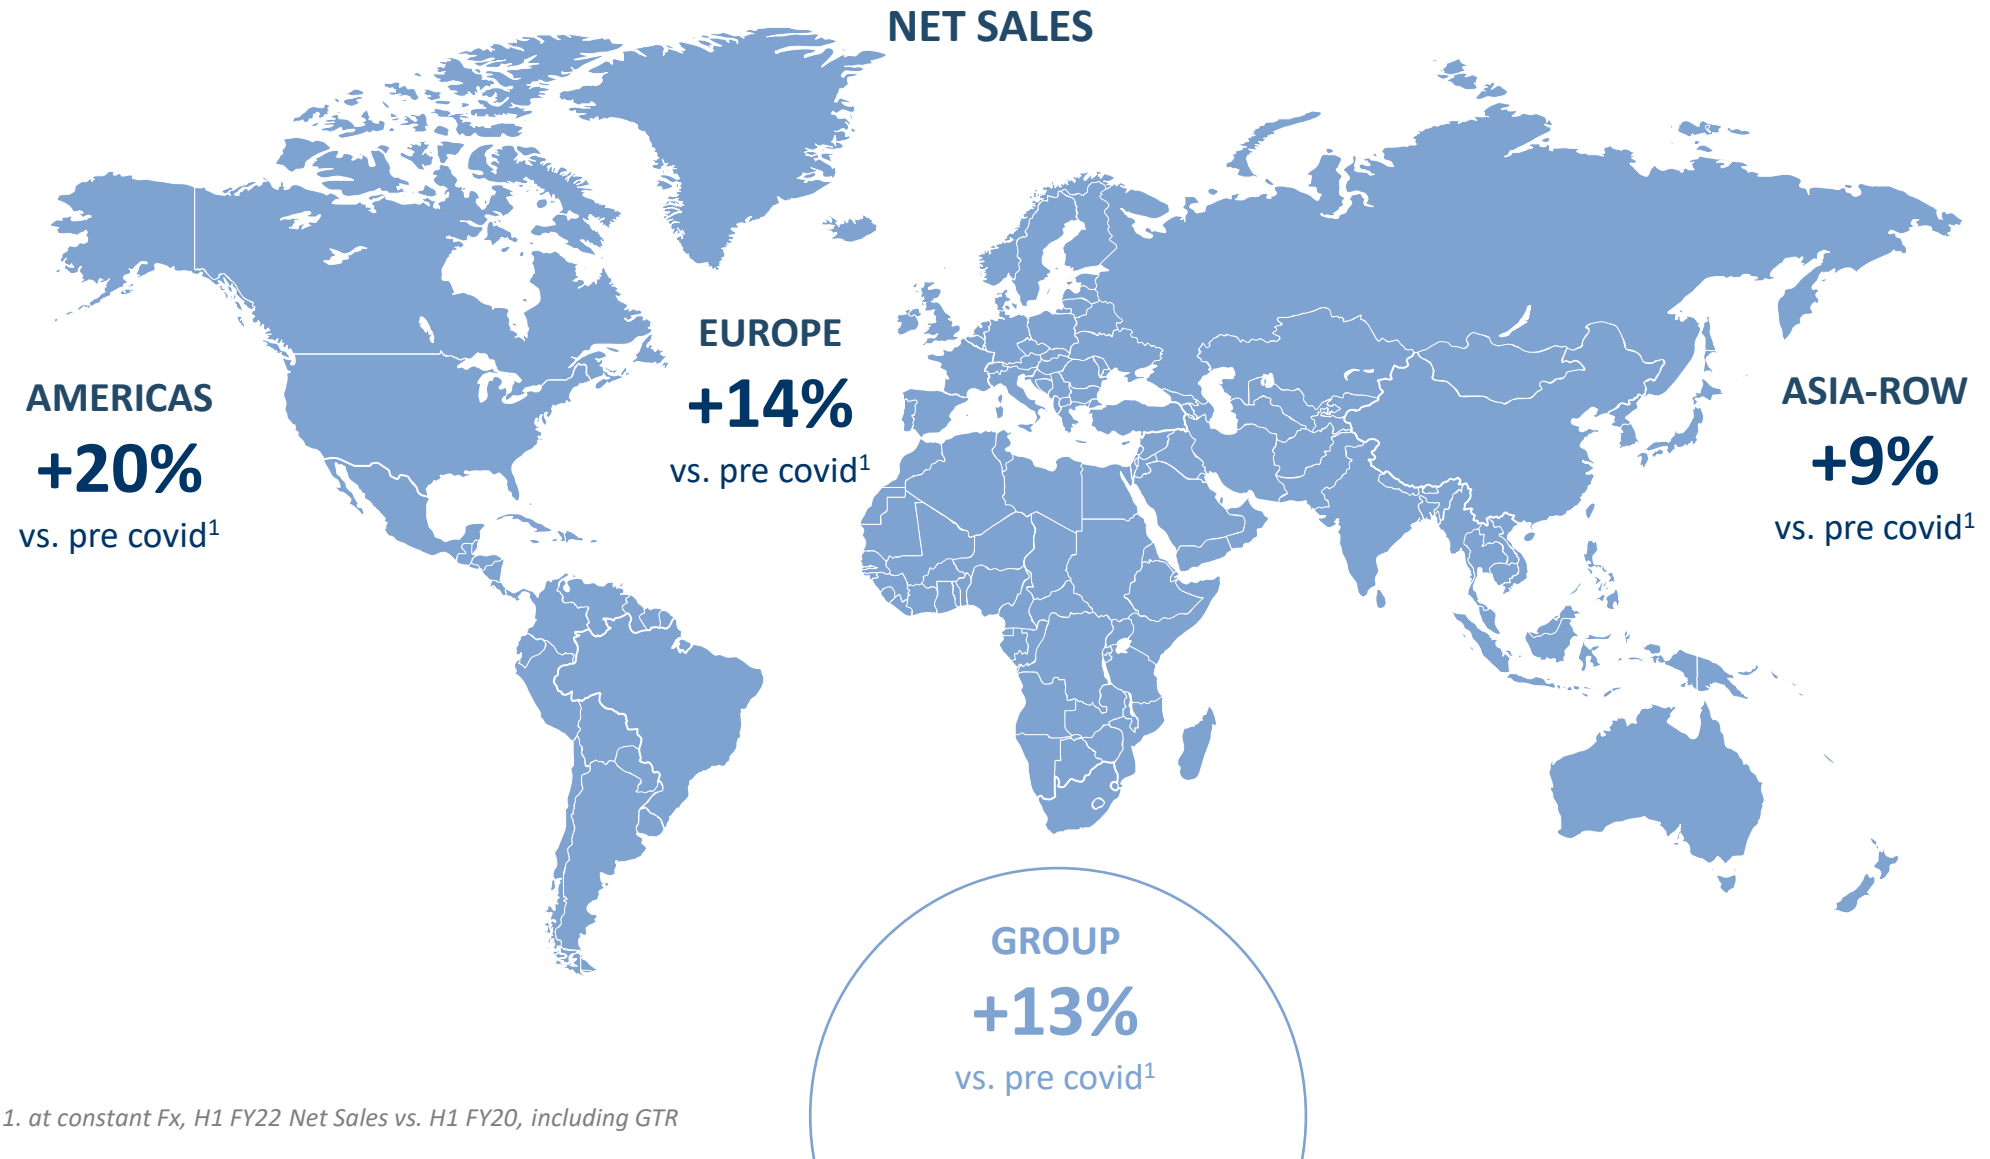 NET SALES
AMERICAS
+20%
vs. pre covid¹
EUROPE
+14%
vs. pre covid¹
ASIA-ROW
+9%
vs. pre covid¹
GROUP
+13%
vs. pre covid¹
1. at constant Fx, H1 FY22 Net Sales vs. H1 FY20, including GTR